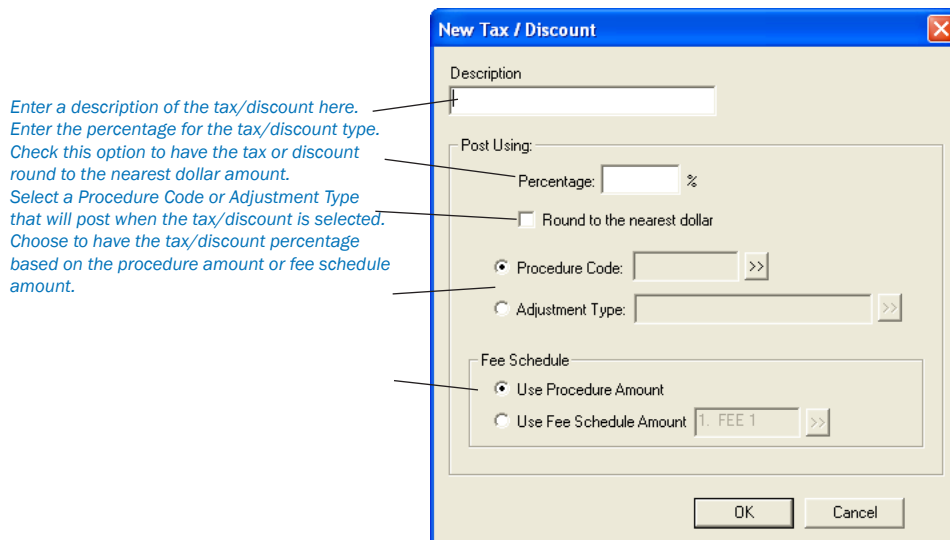 New Tax / Discount
Description
Enter a description of the tax/discount here.
Enter the percentage for the tax/discount type.
Check this option to have the tax or discount
round to the nearest dollar amount.
Select a Procedure Code or Adjustment Type
that will post when the tax/discount is selected.
Choose to have the tax/discount percentage
based on the procedure amount or fee schedule
amount.
Post Using:
Percentage: %
Round to the nearest dollar
Procedure Code: >>
Adjustment Type: >>
Fee Schedule
Use Procedure Amount
Use Fee Schedule Amount 1. FEE 1 >>
OK Cancel